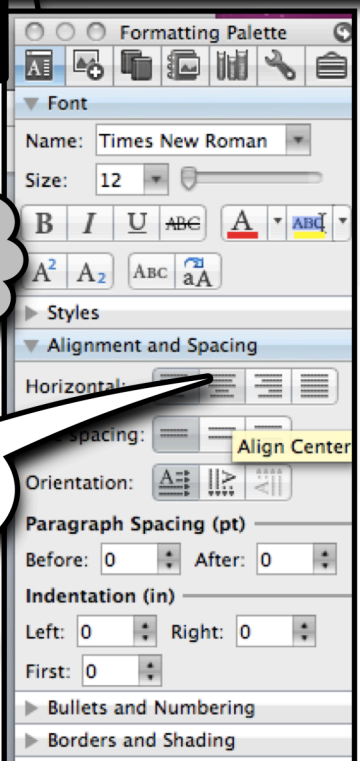 Formatting Palette
Font
Name: Times New Roman
Size: 12
B I U ABC A ABC
A² A₂ ABC aA
Styles
Alignment and Spacing
Horizontal:
spacing:
Align Center
Orientation:
Paragraph Spacing (pt)
Before: 0 After: 0
Indentation (in)
Left: 0 Right: 0
First: 0
Bullets and Numbering
Borders and Shading